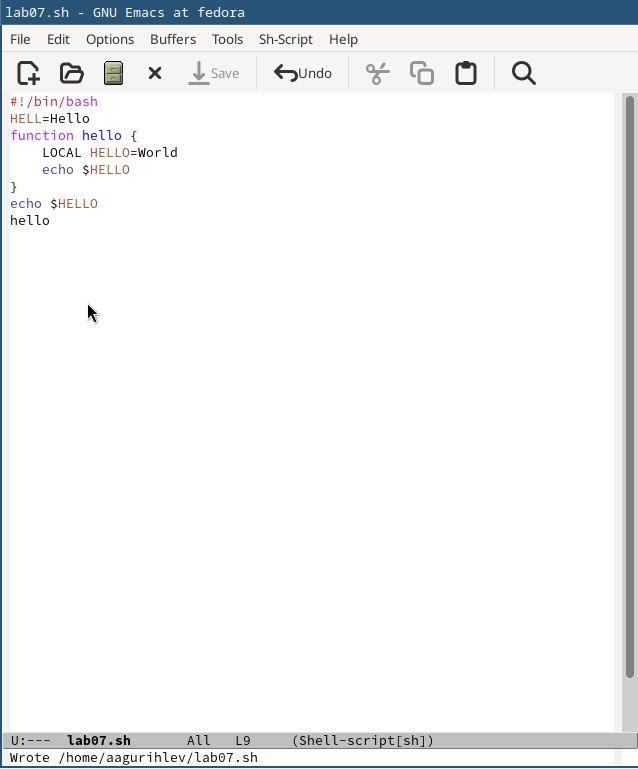 lab07.sh - GNU Emacs at fedora
File Edit Options Buffers Tools Sh-Script Help
Save Undo
#!/bin/bash
HELL=Hello
function hello {
    LOCAL HELLO=World
    echo $HELLO
}
echo $HELLO
hello
U:--- lab07.sh All L9 (Shell-script[sh])
Wrote /home/aagurihlev/lab07.sh